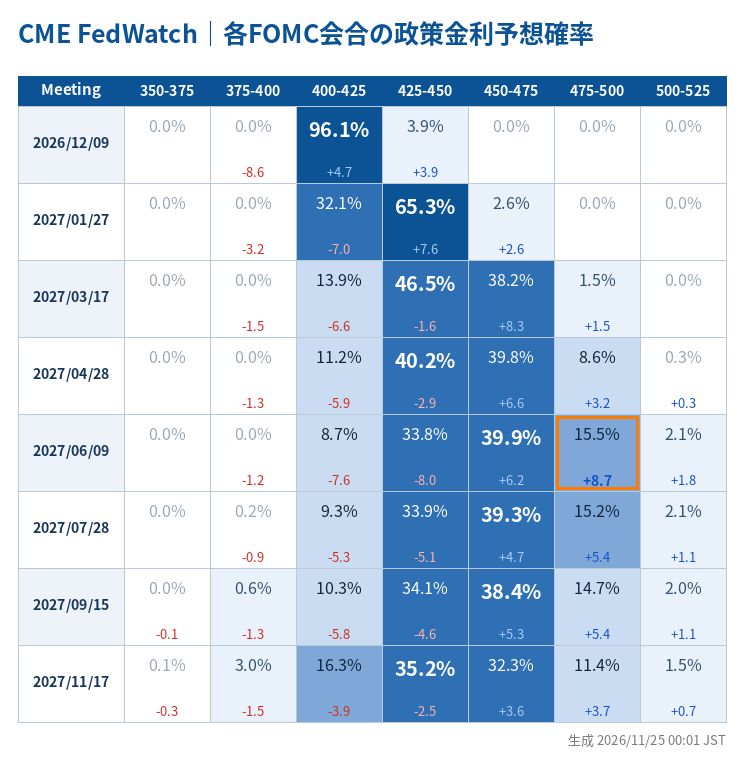 CME FedWatch｜各FOMC会合の政策金利予想確率
Meeting 350-375 375-400 400-425 425-450 450-475 475-500 500-525
2026/12/09 0.0% 0.0% 96.1% 3.9% 0.0% 0.0% 0.0%
-8.6 +4.7 +3.9
2027/01/27 0.0% 0.0% 32.1% 65.3% 2.6% 0.0% 0.0%
-3.2 -7.0 +7.6 +2.6
2027/03/17 0.0% 0.0% 13.9% 46.5% 38.2% 1.5% 0.0%
-1.5 -6.6 -1.6 +8.3 +1.5
2027/04/28 0.0% 0.0% 11.2% 40.2% 39.8% 8.6% 0.3%
-1.3 -5.9 -2.9 +6.6 +3.2 +0.3
2027/06/09 0.0% 0.0% 8.7% 33.8% 39.9% 15.5% 2.1%
-1.2 -7.6 -8.0 +6.2 +8.7 +1.8
2027/07/28 0.0% 0.2% 9.3% 33.9% 39.3% 15.2% 2.1%
-0.9 -5.3 -5.1 +4.7 +5.4 +1.1
2027/09/15 0.0% 0.6% 10.3% 34.1% 38.4% 14.7% 2.0%
-0.1 -1.3 -5.8 -4.6 +5.3 +5.4 +1.1
2027/11/17 0.1% 3.0% 16.3% 35.2% 32.3% 11.4% 1.5%
-0.3 -1.5 -3.9 -2.5 +3.6 +3.7 +0.7
生成 2026/11/25 00:01 JST